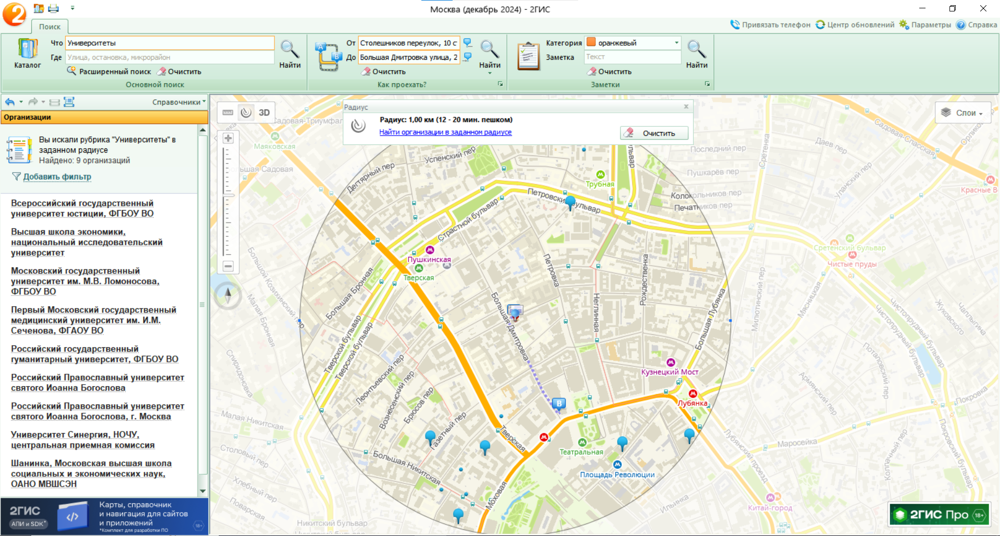 Москва (декабрь 2024) - 2ГИС
Поиск
Привязать телефон
Центр обновлений
Параметры
Справка
Каталог
Что
Университеты
Где
Улица, остановка, микрорайон
Расширенный поиск
Очистить
Найти
Основной поиск
От
Столешников переулок, 10 с
До
Большая Дмитровка улица, 2
Очистить
Найти
Как проехать?
Категория
оранжевый
Заметка
Текст
Очистить
Найти
Заметки
Справочники
Организации
Вы искали рубрика "Университеты" в
заданном радиусе
Найдено: 9 организаций
Добавить фильтр
Всероссийский государственный
университет юстиции, ФГБОУ ВО
Высшая школа экономики,
национальный исследовательский
университет
Московский государственный
университет им. М.В. Ломоносова,
ФГБОУ ВО
Первый Московский государственный
медицинский университет им. И.М.
Сеченова, ФГАОУ ВО
Российский государственный
гуманитарный университет, ФГБОУ ВО
Российский Православный университет
святого Иоанна Богослова
Российский Православный университет
святого Иоанна Богослова, г. Москва
Университет Синергия, НОЧУ,
центральная приемная комиссия
Шанинка, Московская высшая школа
социальных и экономических наук,
ОАНО МВШСЭН
2ГИС
АПИ и SDK*
Карты, справочник
и навигация для сайтов
и приложений
*Комплект для разработки ПО
18+
3D
Радиус
Радиус: 1,00 км (12 - 20 мин. пешком)
Найти организации в заданном радиусе
Очистить
Слои
Садовая-Триумфал
Маяковская
льшая Садовая
Дегтярный пер
Успенский пер
львар
Трубная
Последний пер
Пушкарёв пер
Колокольников пер
Печатников пер
Даев пер
Сретенка
Садовая-Спасская
Орликов
Уланский пер
Красные В
Петровский бульвар
Страстной бульвар
Пушкинская
Тверская
Большая Бронная
Большой Козихинский пер
Малая Бронная
Тверской бульвар
Тверской бульвар
Петровка
Рождественка
Неглинная
Большая Дмитровка
Большая Лубянка
Милютинский пер
Мясницкая
Сретенский бульвар
Чистые пруды
Чистопрудный бульвар
Чистопрудный бульвар
Жуковского
Чаплыгина
Потаповский пер
Армянский пер
Покровка
Покровский бульвар
Кузнецкий Мост
Лубянка
Спиридоновка
Леонтьевский пер
Вознесенский пер
Брюсов пер
Газетный пер
Малая Никитская
Столовый пер
Хлебный пер
Поварская
Большая Никитская
Никитский бульвар
Никитский бульвар
Тверская
B
Театральная
Площадь Революции
Моховая
Ильинка
Китай-город
Лубянский проезд
Маросейка
Колпачный пер
2ГИС Про
18+